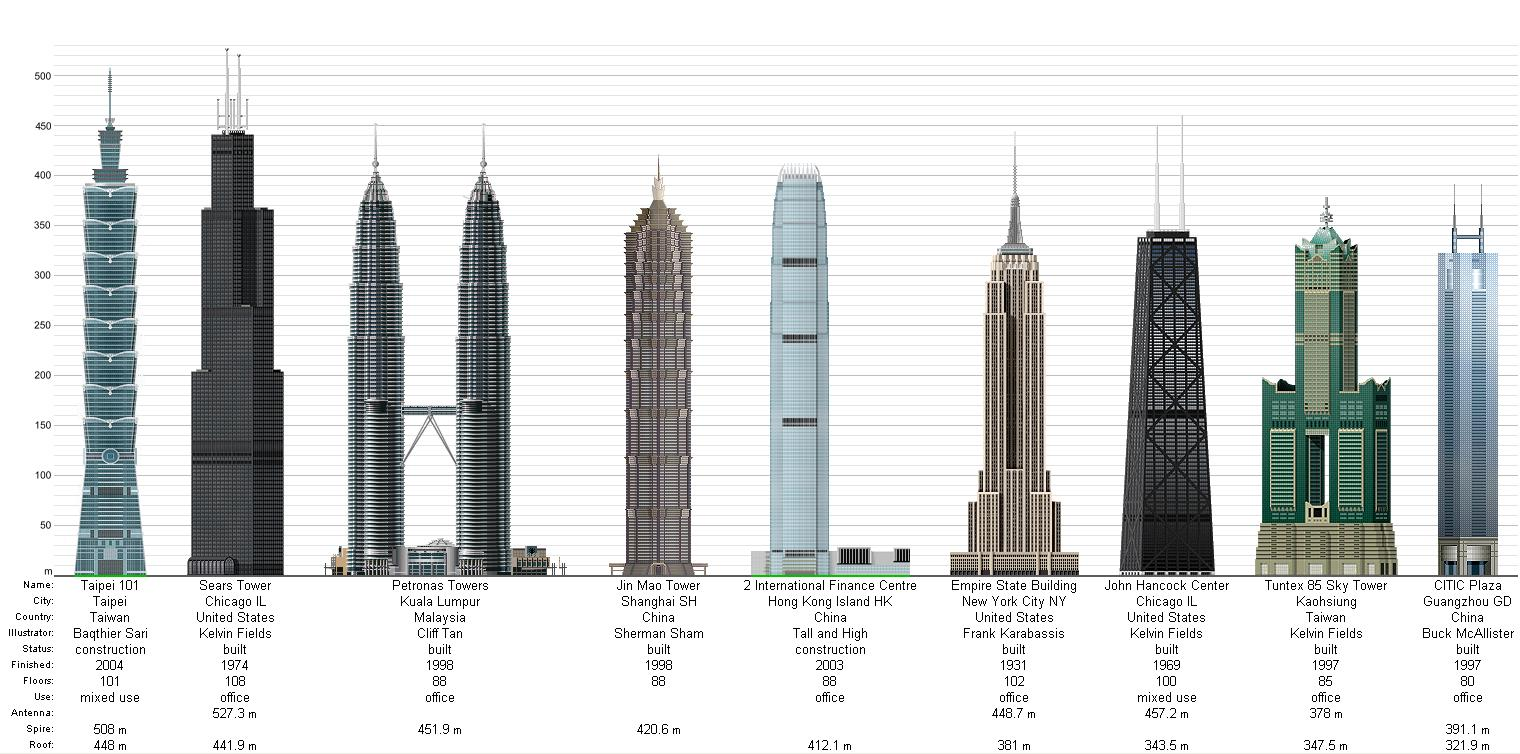 500
450
400
350
300
250
200
150
100
50
m
Name: Taipei 101 Sears Tower Petronas Towers Jin Mao Tower 2 International Finance Centre Empire State Building John Hancock Center Tuntex 85 Sky Tower CITIC Plaza
City: Taipei Chicago IL Kuala Lumpur Shanghai SH Hong Kong Island HK New York City NY Chicago IL Kaohsiung Guangzhou GD
Country: Taiwan United States Malaysia China China United States United States Taiwan China
Illustrator: Baqthier Sari Kelvin Fields Cliff Tan Sherman Sham Tall and High Frank Karabassis Kelvin Fields Kelvin Fields Buck McAllister
Status: construction built built built construction built built built built
Finished: 2004 1974 1998 1998 2003 1931 1969 1997 1997
Floors: 101 108 88 88 88 102 100 85 80
Use: mixed use office office office office mixed use office office
Antenna: 527.3 m 448.7 m 457.2 m 378 m
Spire: 508 m 451.9 m 420.6 m 391.1 m
Roof: 448 m 441.9 m 412.1 m 381 m 343.5 m 347.5 m 321.9 m